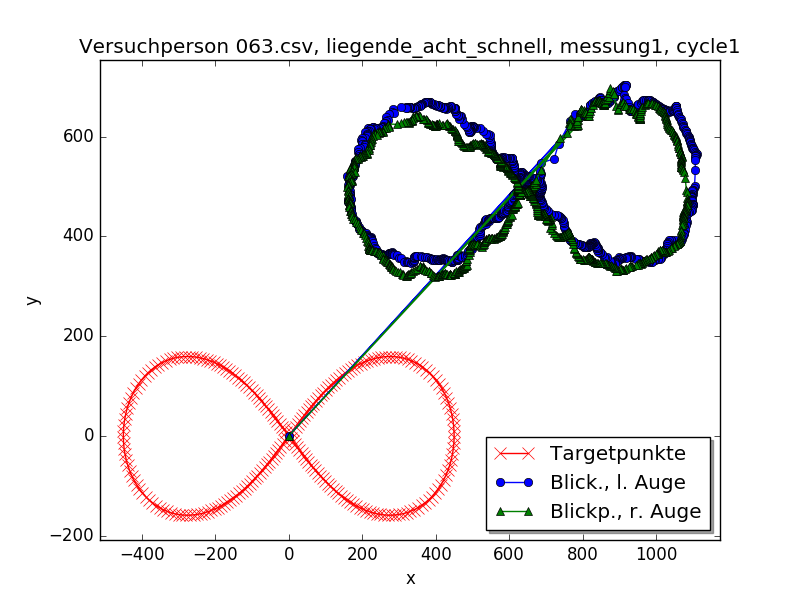 Versuchperson 063.csv, liegende_acht_schnell, messung1, cycle1
y
600
400
200
0
−200
−400
−200
0
200
400
600
800
1000
x
Targetpunkte
Blick., l. Auge
Blickp., r. Auge